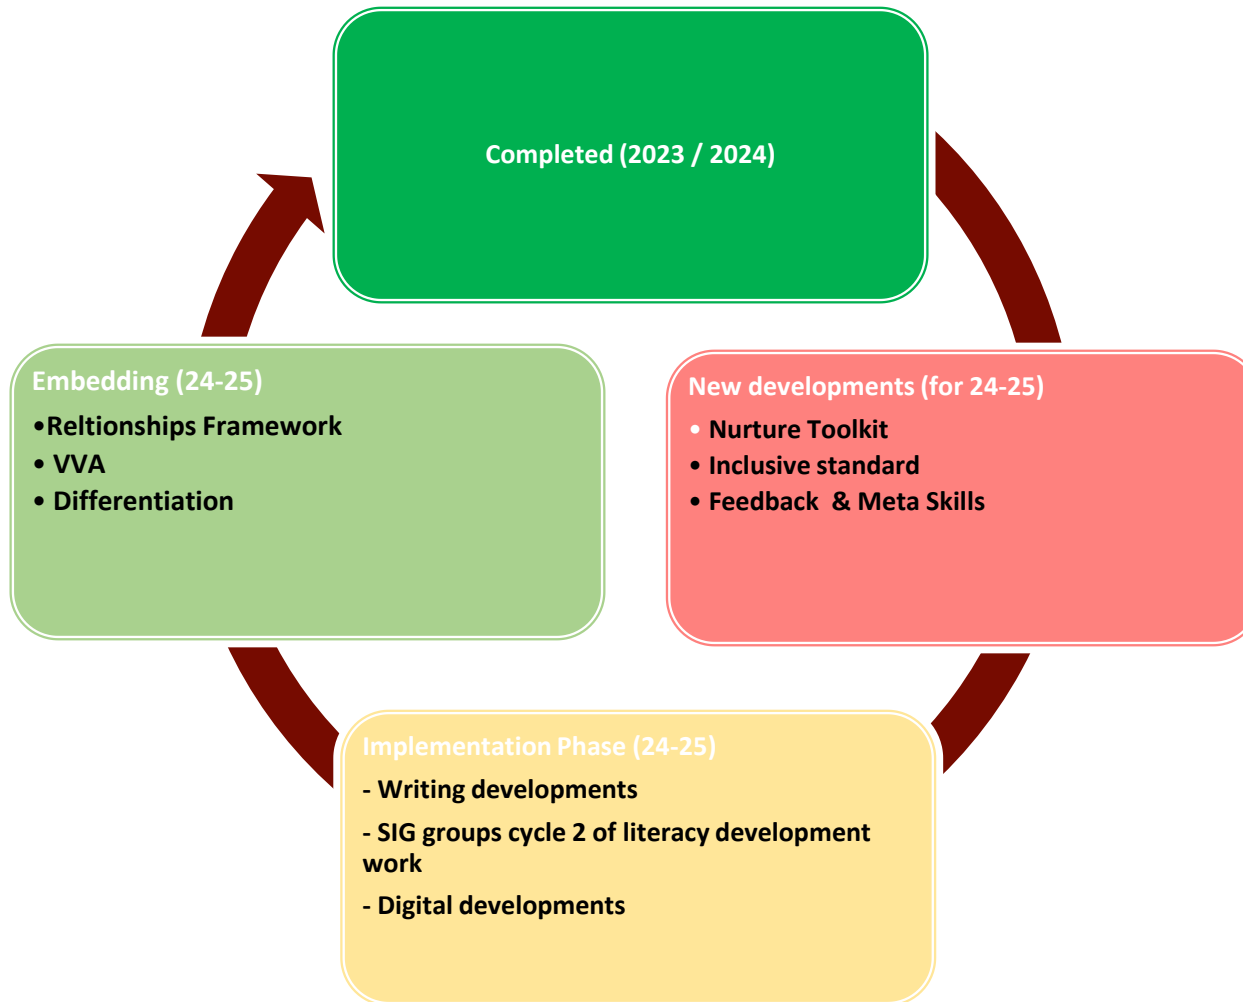 Completed (2023 / 2024)
Embedding (24-25)
•Reltionships Framework
• VVA
• Differentiation
New developments (for 24-25)
• Nurture Toolkit
• Inclusive standard
• Feedback  & Meta Skills
Implementation Phase (24-25)
- Writing developments
- SIG groups cycle 2 of literacy development
work
- Digital developments